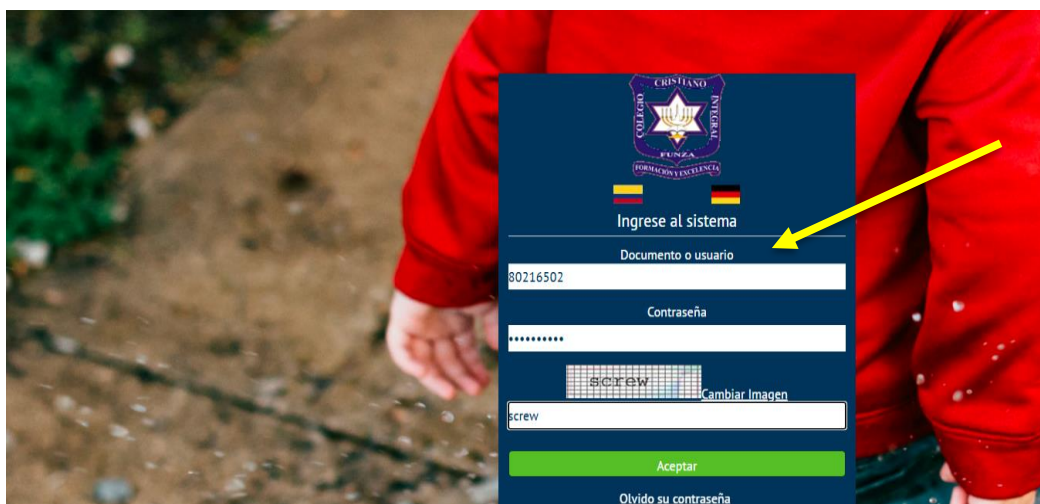 CRISTIANO
COLEGIO
INTEGRAL
FUNZA
FORMACIÓN Y EXCELENCIA
Ingrese al sistema
Documento o usuario
80216502
Contraseña
••••••••••
screw
Cambiar Imagen
screw
Aceptar
Olvido su contraseña